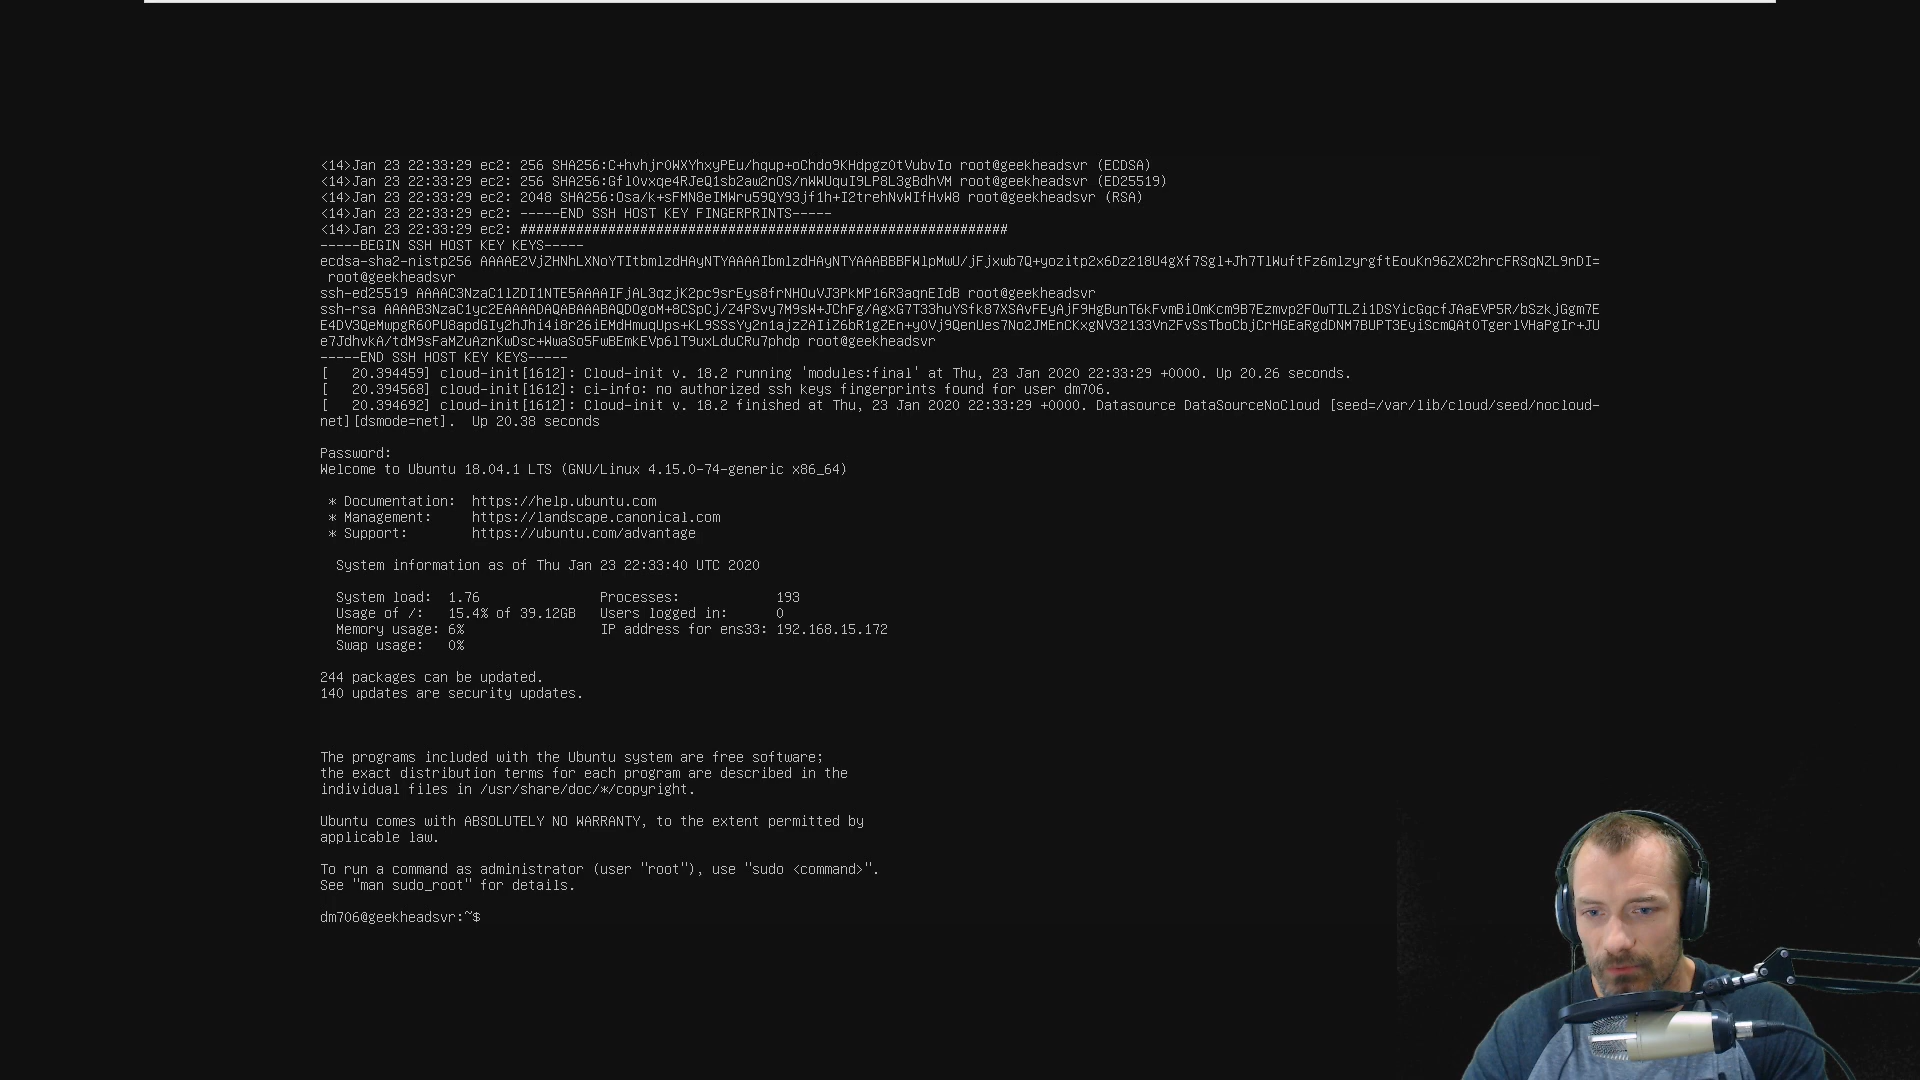 <14>Jan 23 22:33:29 ec2: 256 SHA256:C+hvhjrOWXYhxyPEu/hqup+oChdo9KHdpgz0tVubvIo root@geekheadsvr (ECDSA)
<14>Jan 23 22:33:29 ec2: 256 SHA256:Gfl0vxqe4RJeQ1sb2aw2nOS/nWWUquI9LP8L3gBdhVM root@geekheadsvr (ED25519)
<14>Jan 23 22:33:29 ec2: 2048 SHA256:Osa/k+sFMN8eIMWru59QY93jf1h+I2trehNvWIfHvW8 root@geekheadsvr (RSA)
<14>Jan 23 22:33:29 ec2: -----END SSH HOST KEY FINGERPRINTS-----
<14>Jan 23 22:33:29 ec2: #############################################################
-----BEGIN SSH HOST KEY KEYS-----
ecdsa-sha2-nistp256 AAAAE2VjZHNhLXNoYTItbmlzdHAyNTYAAAAIbmlzdHAyNTYAAABBBFWlpMwU/jFjxwb7Q+yozitp2x6Dz218U4gXf7Sgl+Jh7TlWuftFz6mlzyrgftEouKn96ZXC2hrcFRSqNZL9nDI=
root@geekheadsvr
ssh-ed25519 AAAAC3NzaC1lZDI1NTE5AAAAIFjAL3qzjK2pc9srEys8frNHOuVJ3PkMP16R3aqnEIdB root@geekheadsvr
ssh-rsa AAAAB3NzaC1yc2EAAAADAQABAAABAQDOgoM+8CSpCj/Z4PSvy7M9sW+JChFg/AgxG7T33huYSfk87XSAvFEyAjF9HgBunT6kFvmBiOmKcm9B7Ezmvp2FOwTILZi1DSYicGqcfJAaEVP5R/bSzkjGgm7E
E4DV3QeMwpgR60PU8apdGIy2hJhi4i8r26iEMdHmuqUps+KL9SSsYy2n1ajzZAIiZ6bR1gZEn+yOVj9QenUes7No2JMEnCKxgNV32133VnZFvSsTboCbjCrHGEaRgdDNM7BUPT3EyiScmQAt0TgerlVHaPgIr+JU
e7JdhvkA/tdM9sFaMZuAznKwDsc+WwaSo5FwBEmkEVp6lT9uxLduCRu7phdp root@geekheadsvr
-----END SSH HOST KEY KEYS-----
[   20.394459] cloud-init[1612]: Cloud-init v. 18.2 running 'modules:final' at Thu, 23 Jan 2020 22:33:29 +0000. Up 20.26 seconds.
[   20.394568] cloud-init[1612]: ci-info: no authorized ssh keys fingerprints found for user dm706.
[   20.394692] cloud-init[1612]: Cloud-init v. 18.2 finished at Thu, 23 Jan 2020 22:33:29 +0000. Datasource DataSourceNoCloud [seed=/var/lib/cloud/seed/nocloud-
net][dsmode=net].  Up 20.38 seconds
Password:
Welcome to Ubuntu 18.04.1 LTS (GNU/Linux 4.15.0-74-generic x86_64)
* Documentation:  https://help.ubuntu.com
* Management:     https://landscape.canonical.com
* Support:        https://ubuntu.com/advantage
System information as of Thu Jan 23 22:33:40 UTC 2020
System load:  1.76               Processes:            193
Usage of /:   15.4% of 39.12GB   Users logged in:      0
Memory usage: 6%                 IP address for ens33: 192.168.15.172
Swap usage:   0%
244 packages can be updated.
140 updates are security updates.
The programs included with the Ubuntu system are free software;
the exact distribution terms for each program are described in the
individual files in /usr/share/doc/*/copyright.
Ubuntu comes with ABSOLUTELY NO WARRANTY, to the extent permitted by
applicable law.
To run a command as administrator (user "root"), use "sudo <command>".
See "man sudo_root" for details.
dm706@geekheadsvr:~$